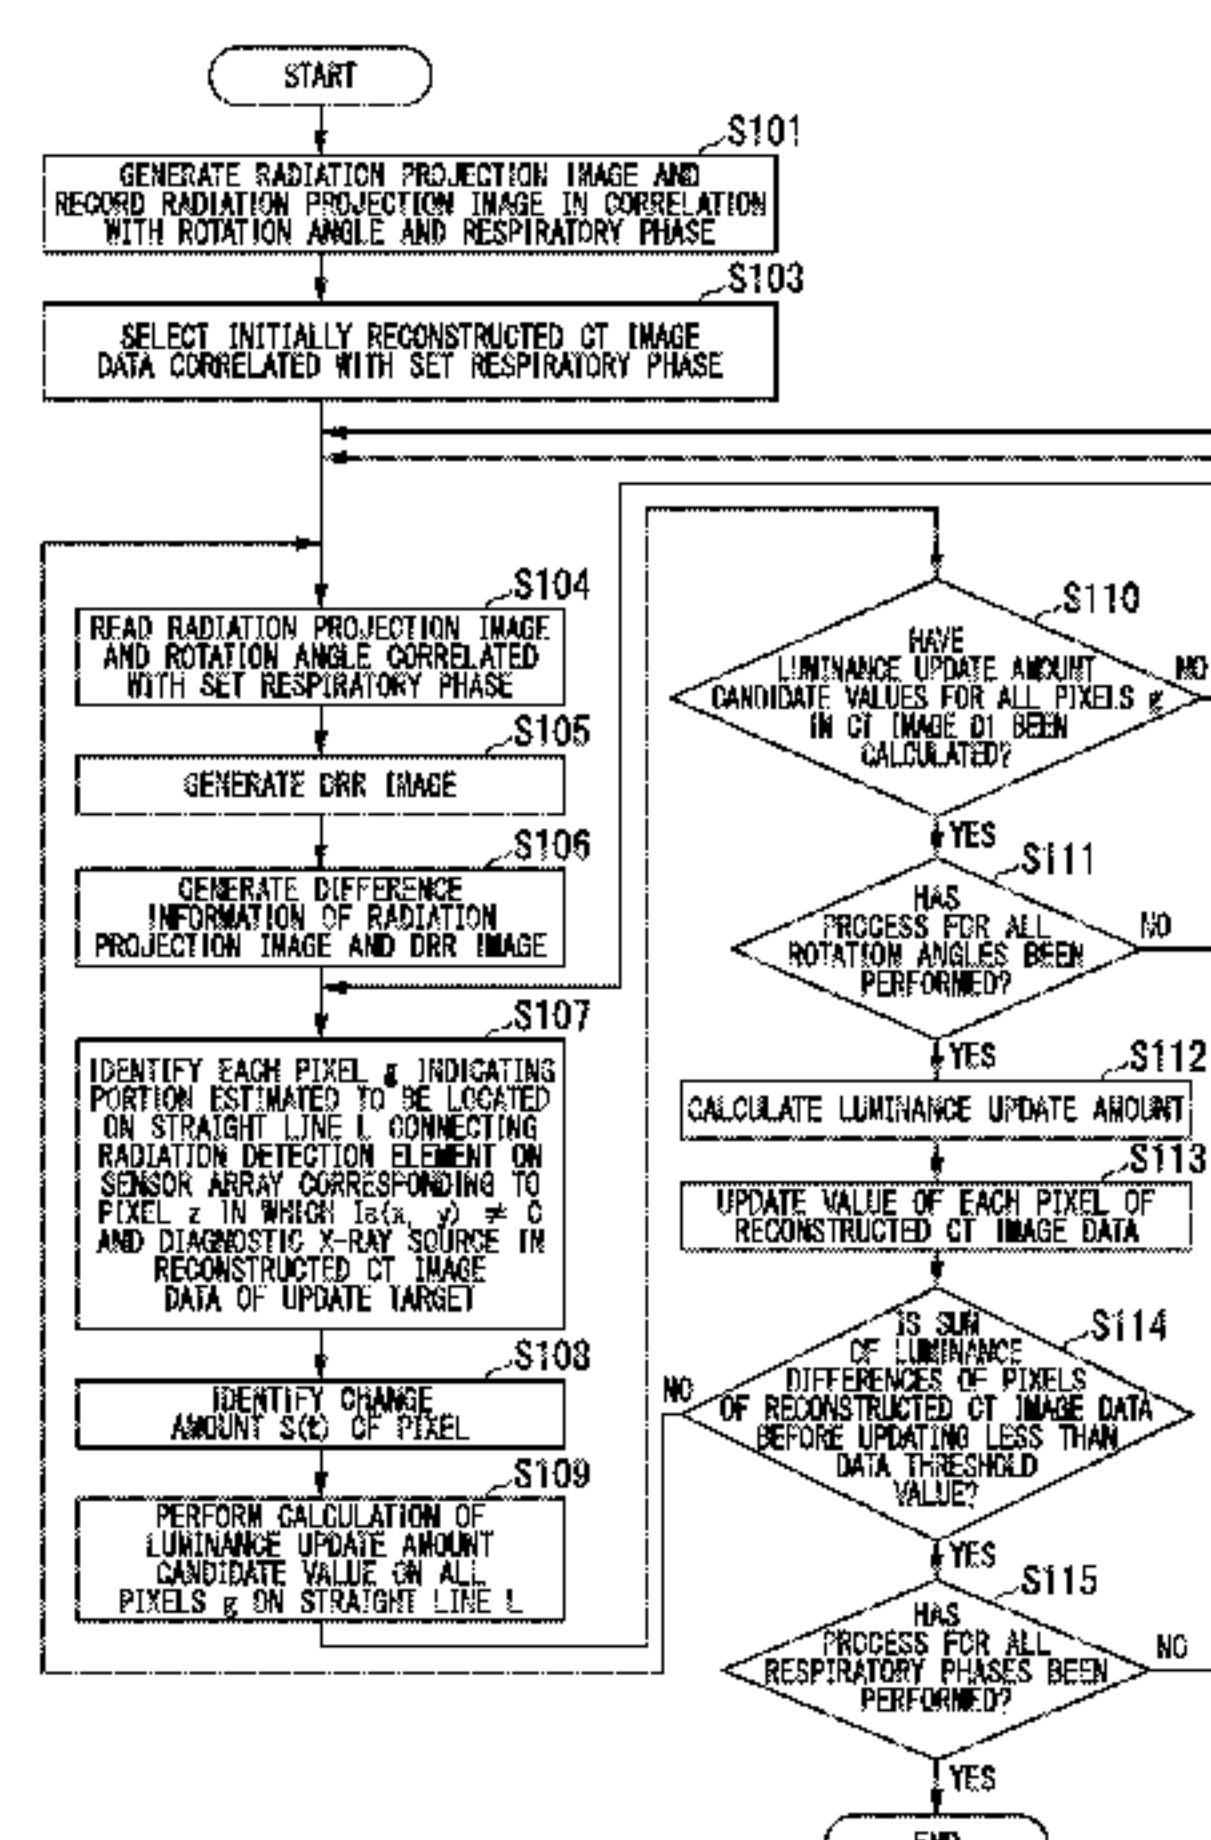 START
S101
GENERATE RADIATION PROJECTION IMAGE AND
RECORD RADIATION PROJECTION IMAGE IN CORRELATION
WITH ROTATION ANGLE AND RESPIRATORY PHASE
S103
SELECT INITIALLY RECONSTRUCTED CT IMAGE
DATA CORRELATED WITH SET RESPIRATORY PHASE
S104
READ RADIATION PROJECTION IMAGE
AND ROTATION ANGLE CORRELATED
WITH SET RESPIRATORY PHASE
S105
GENERATE DRR IMAGE
S106
GENERATE DIFFERENCE
INFORMATION OF RADIATION
PROJECTION IMAGE AND DRR IMAGE
S107
IDENTIFY EACH PIXEL g INDICATING
PORTION ESTIMATED TO BE LOCATED
ON STRAIGHT LINE L CONNECTING
RADIATION DETECTION ELEMENT ON
SENSOR ARRAY CORRESPONDING TO
PIXEL z IN WHICH Is(x, y) ≠ 0
AND DIAGNOSTIC X-RAY SOURCE IN
RECONSTRUCTED CT IMAGE
DATA OF UPDATE TARGET
S108
IDENTIFY CHANGE
AMOUNT S(t) OF PIXEL
S109
PERFORM CALCULATION OF
LUMINANCE UPDATE AMOUNT
CANDIDATE VALUE ON ALL
PIXELS g ON STRAIGHT LINE L
S110
HAVE
LUMINANCE UPDATE AMOUNT
CANDIDATE VALUES FOR ALL PIXELS g
IN CT IMAGE D1 BEEN
CALCULATED?
NO
YES
S111
HAS
PROCESS FOR ALL
ROTATION ANGLES BEEN
PERFORMED?
NO
YES
S112
CALCULATE LUMINANCE UPDATE AMOUNT
S113
UPDATE VALUE OF EACH PIXEL OF
RECONSTRUCTED CT IMAGE DATA
S114
IS SUM
OF LUMINANCE
DIFFERENCES OF PIXELS
OF RECONSTRUCTED CT IMAGE DATA
BEFORE UPDATING LESS THAN
DATA THRESHOLD
VALUE?
NO
YES
S115
HAS
PROCESS FOR ALL
RESPIRATORY PHASES BEEN
PERFORMED?
NO
YES
END